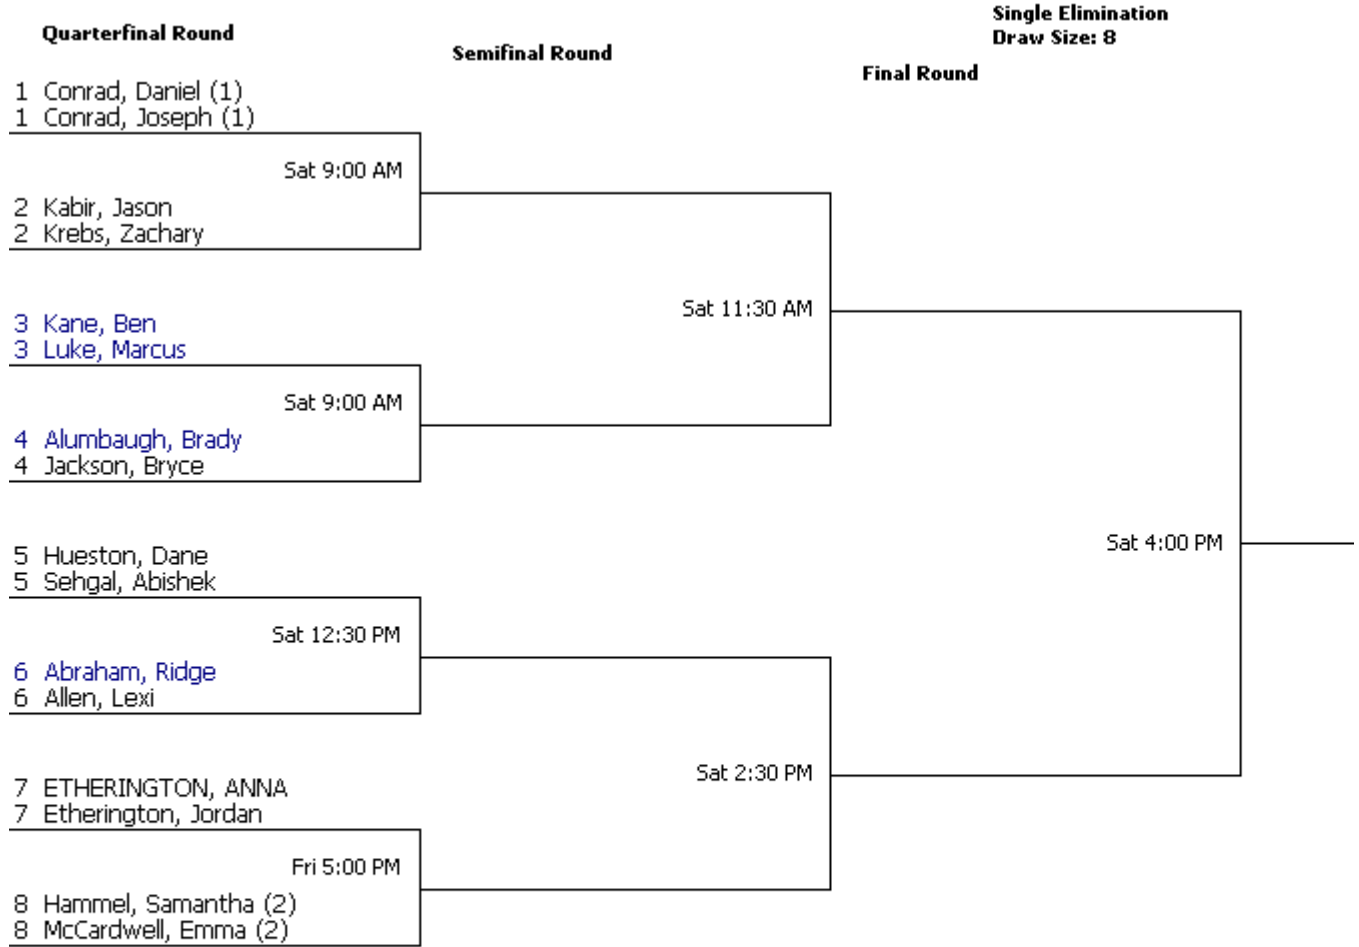 Single Elimination
Draw Size: 8
Quarterfinal Round
Semifinal Round
Final Round
1 Conrad, Daniel (1)
1 Conrad, Joseph (1)
Sat 9:00 AM
2 Kabir, Jason
2 Krebs, Zachary
Sat 11:30 AM
3 Kane, Ben
3 Luke, Marcus
Sat 9:00 AM
4 Alumbaugh, Brady
4 Jackson, Bryce
Sat 4:00 PM
5 Hueston, Dane
5 Sehgal, Abishek
Sat 12:30 PM
6 Abraham, Ridge
6 Allen, Lexi
Sat 2:30 PM
7 ETHERINGTON, ANNA
7 Etherington, Jordan
Fri 5:00 PM
8 Hammel, Samantha (2)
8 McCardwell, Emma (2)